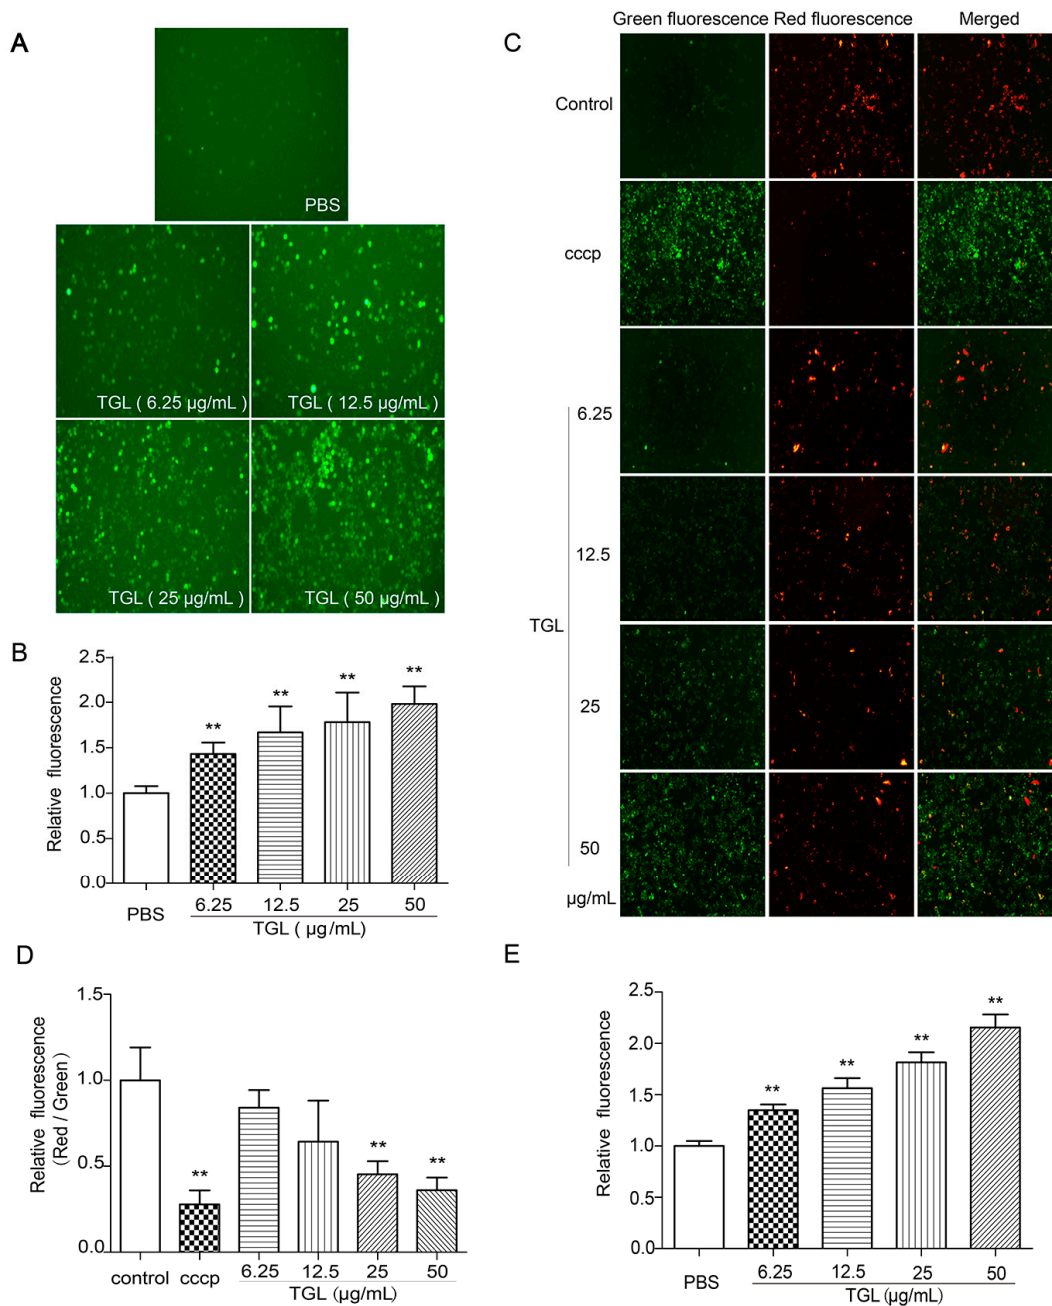 A
PBS
TGL ( 6.25 µg/mL )
TGL ( 12.5 µg/mL )
TGL ( 25 µg/mL )
TGL ( 50 µg/mL )
B
Relative fluorescence
2.5
2.0
1.5
1.0
0.5
0.0
**
**
**
**
PBS
6.25
12.5
25
50
TGL ( µg/mL)
C
Green fluorescence
Red fluorescence
Merged
Control
cccp
6.25
12.5
TGL
25
50
µg/mL
D
Relative fluorescence
(Red / Green)
1.5
1.0
0.5
0.0
**
**
**
control
cccp
6.25
12.5
25
50
TGL (µg/mL)
E
Relative fluorescence
2.5
2.0
1.5
1.0
0.5
0.0
**
**
**
**
PBS
6.25
12.5
25
50
TGL (µg/mL)